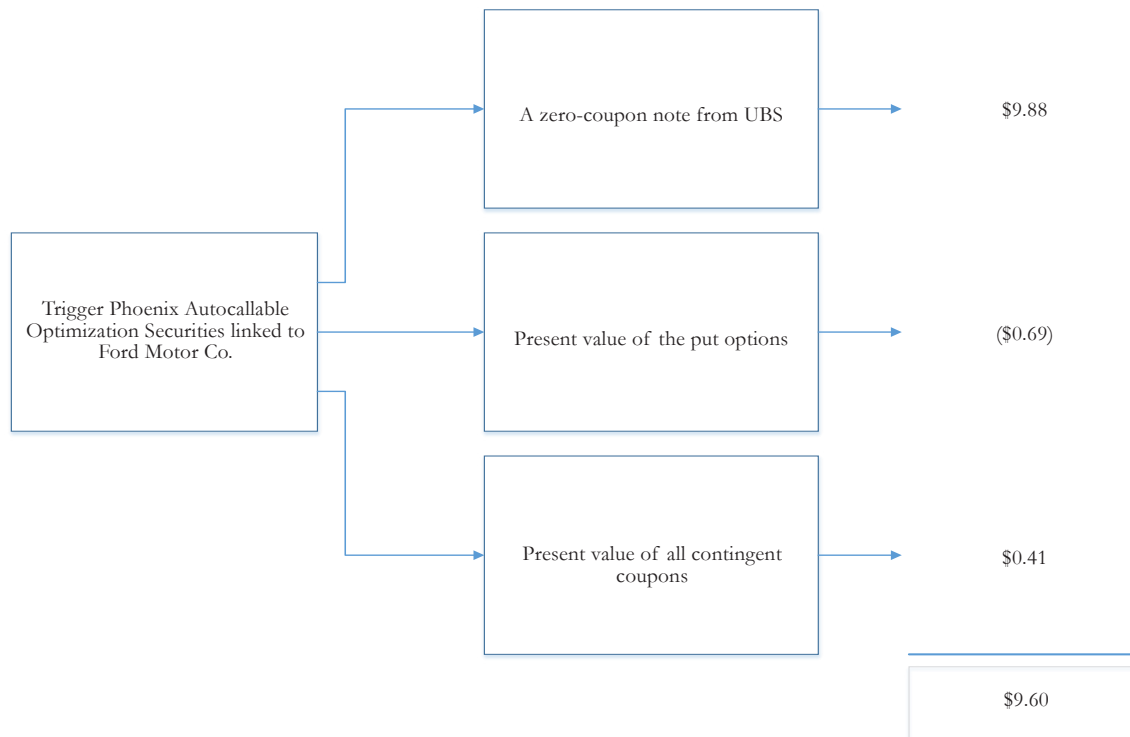 A zero-coupon note from UBS
$9.88
Trigger Phoenix Autocallable
Optimization Securities linked to
Ford Motor Co.
Present value of the put options
($0.69)
Present value of all contingent
coupons
$0.41
$9.60